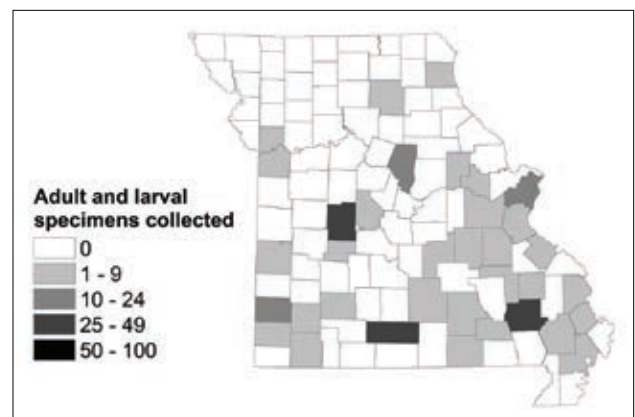 Adult and larval
specimens collected
0
1 - 9
10 - 24
25 - 49
50 - 100